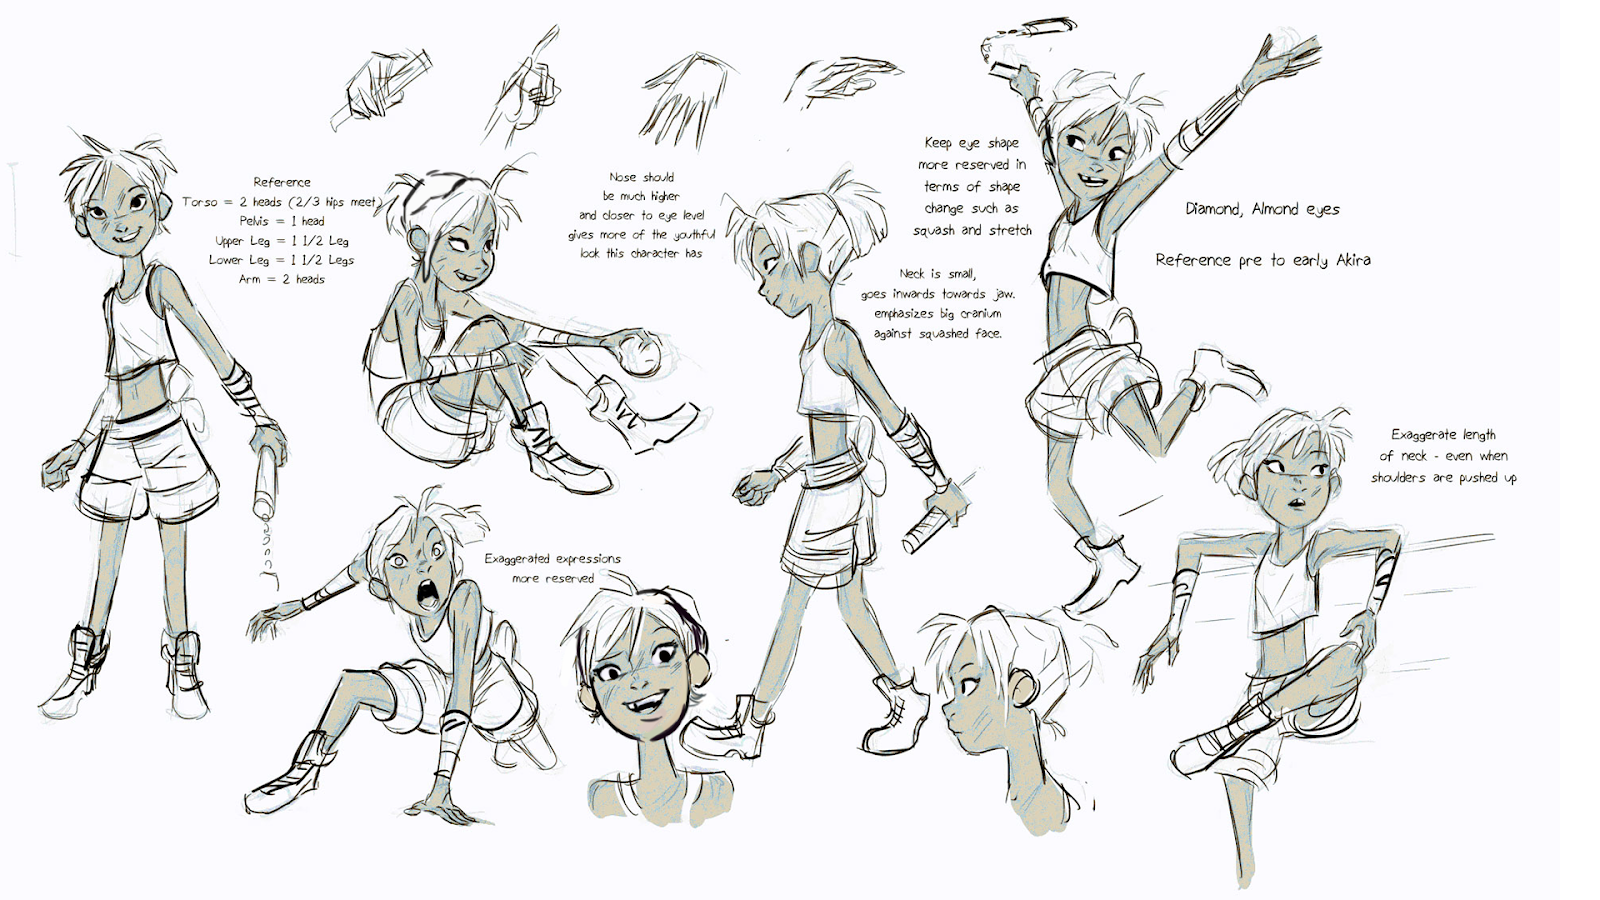 Reference
Torso = 2 heads (2/3 hips meet)
Pelvis = 1 head
Upper Leg = 1 1/2 Leg
Lower Leg = 1 1/2 Legs
Arm = 2 heads
Nose should
be much higher
and closer to eye level
gives more of the youthful
look this character has
Keep eye shape
more reserved in
terms of shape
change such as
squash and stretch
Neck is small,
goes inwards towards jaw.
emphasizes big cranium
against squashed face.
Diamond, Almond eyes
Reference pre to early Akira
Exaggerate length
of neck - even when
shoulders are pushed up
Exaggerated expressions
more reserved